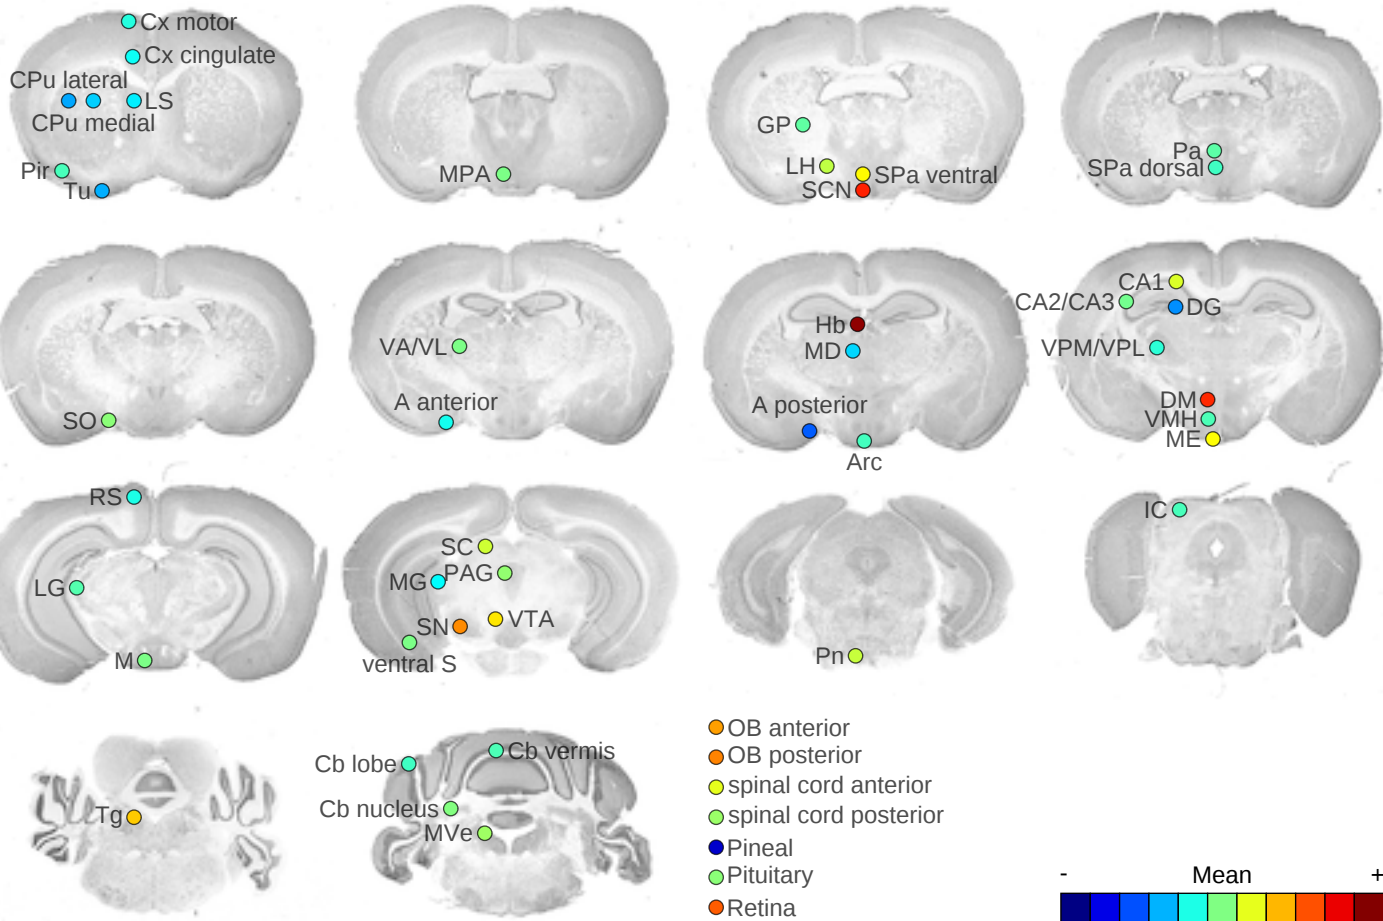 Cx motor
Cx cingulate
CPu lateral
LS
CPu medial
Pir
Tu
MPA
GP
LH
SPa ventral
SCN
Pa
SPa dorsal
SO
VA/VL
A anterior
Hb
MD
A posterior
Arc
CA1
CA2/CA3
DG
VPM/VPL
DM
VMH
ME
RS
LG
M
SC
PAG
MG
VTA
SN
ventral S
Pn
IC
Tg
Cb vermis
Cb lobe
Cb nucleus
MVe
OB anterior
OB posterior
spinal cord anterior
spinal cord posterior
Pineal
Pituitary
Retina
- Mean +